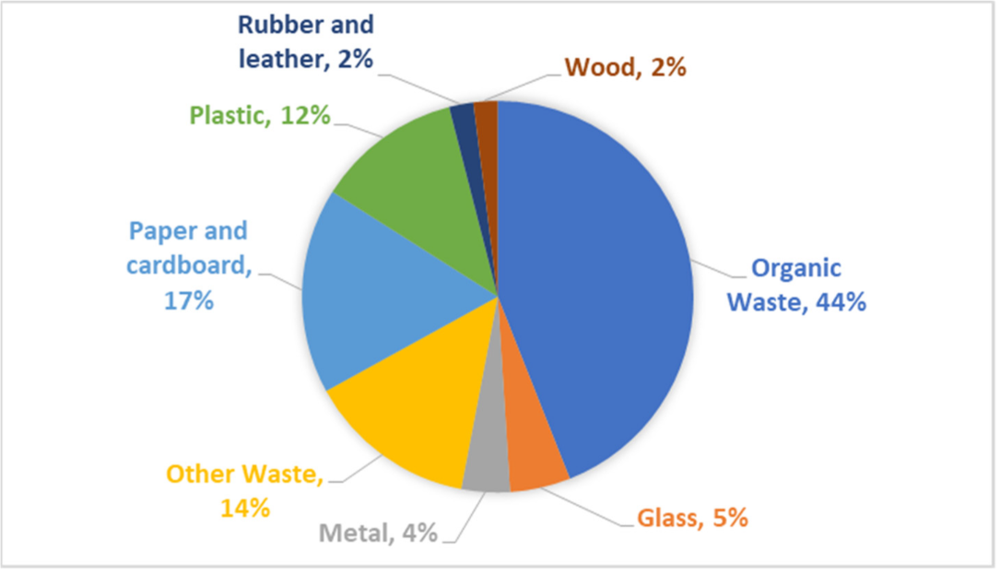 Rubber and
leather, 2%
Wood, 2%
Plastic, 12%
Paper and
cardboard,
17%
Organic
Waste, 44%
Other Waste,
14%
Metal, 4%
Glass, 5%